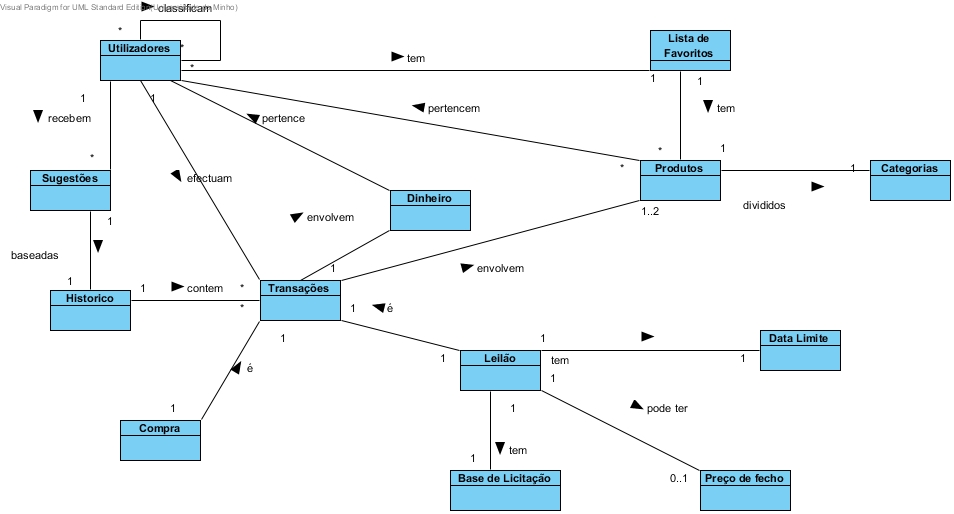 Visual Paradigm for UML Standard Edition(Universidade do Minho)
classificam
*
Utilizadores
*
*
tem
1
Lista de
Favoritos
1
tem
1
recebem
1
pertence
pertencem
*
*
efectuam
Sugestões
*
Produtos
1
1
Categorias
divididos
1..2
Dinheiro
envolvem
1
1
baseadas
1
envolvem
Historico
1
contem
*
*
Transações
1
é
1
1
é
1
Compra
1
Leilão
1
tem
1
Data Limite
1
pode ter
0..1
Preço de fecho
1
tem
1
Base de Licitação